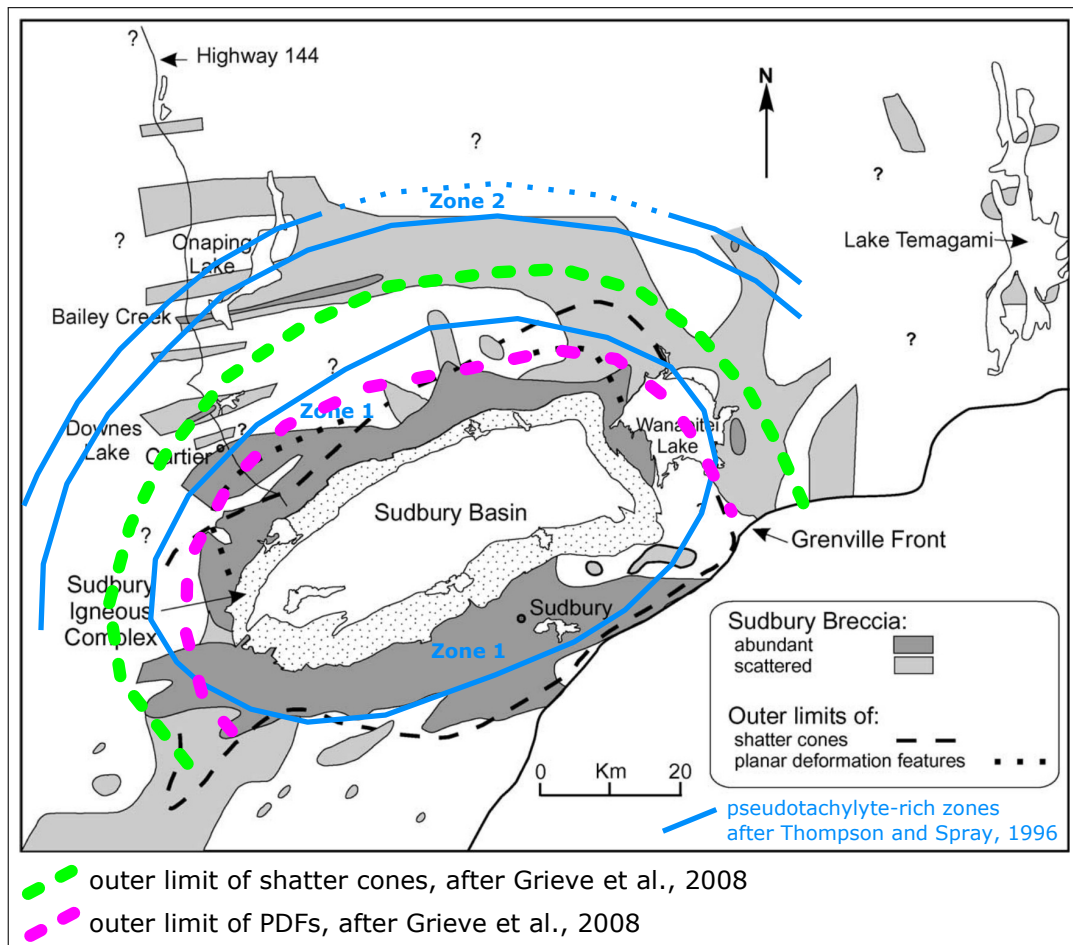 ?
Highway 144
N
?
?
Zone 2
?
Onaping
Lake
Lake Temagami
Bailey Creek
?
?
Zone 1
Downes
Lake
?
Cartier
Wanapitei
Lake
?
Sudbury Basin
?
Grenville Front
Sudbury
Igneous
Complex
Sudbury
Zone 1
Sudbury Breccia:
abundant
scattered
Outer limits of:
shatter cones
planar deformation features
0 Km 20
pseudotachylyte-rich zones
after Thompson and Spray, 1996
outer limit of shatter cones, after Grieve et al., 2008
outer limit of PDFs, after Grieve et al., 2008